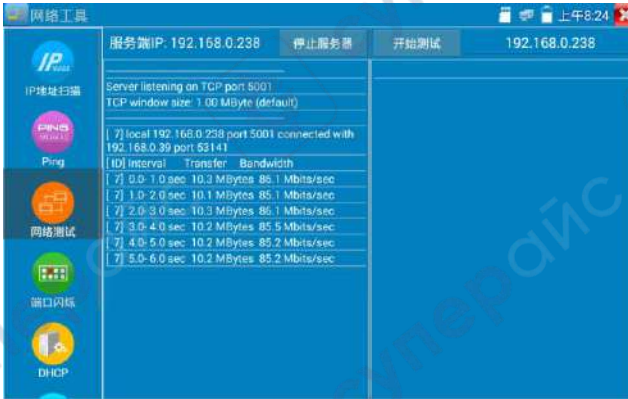 网络工具
上午8:24
服务端IP: 192.168.0.238
停止服务器
开始测试
192.168.0.238
IP地址扫描
PING
Ping
网络测试
端口闪烁
DHCP
Server listening on TCP port 5001
TCP window size: 1.00 MByte (default)
[ 7] local 192.168.0.238 port 5001 connected with
192.168.0.39 port 53141
[ID] Interval Transfer Bandwidth
[ 7] 0.0- 1.0 sec 10.3 MBytes 86.1 Mbits/sec
[ 7] 1.0- 2.0 sec 10.1 MBytes 85.1 Mbits/sec
[ 7] 2.0- 3.0 sec 10.3 MBytes 86.1 Mbits/sec
[ 7] 3.0- 4.0 sec 10.2 MBytes 85.5 Mbits/sec
[ 7] 4.0- 5.0 sec 10.2 MBytes 85.2 Mbits/sec
[ 7] 5.0- 6.0 sec 10.2 MBytes 85.2 Mbits/sec